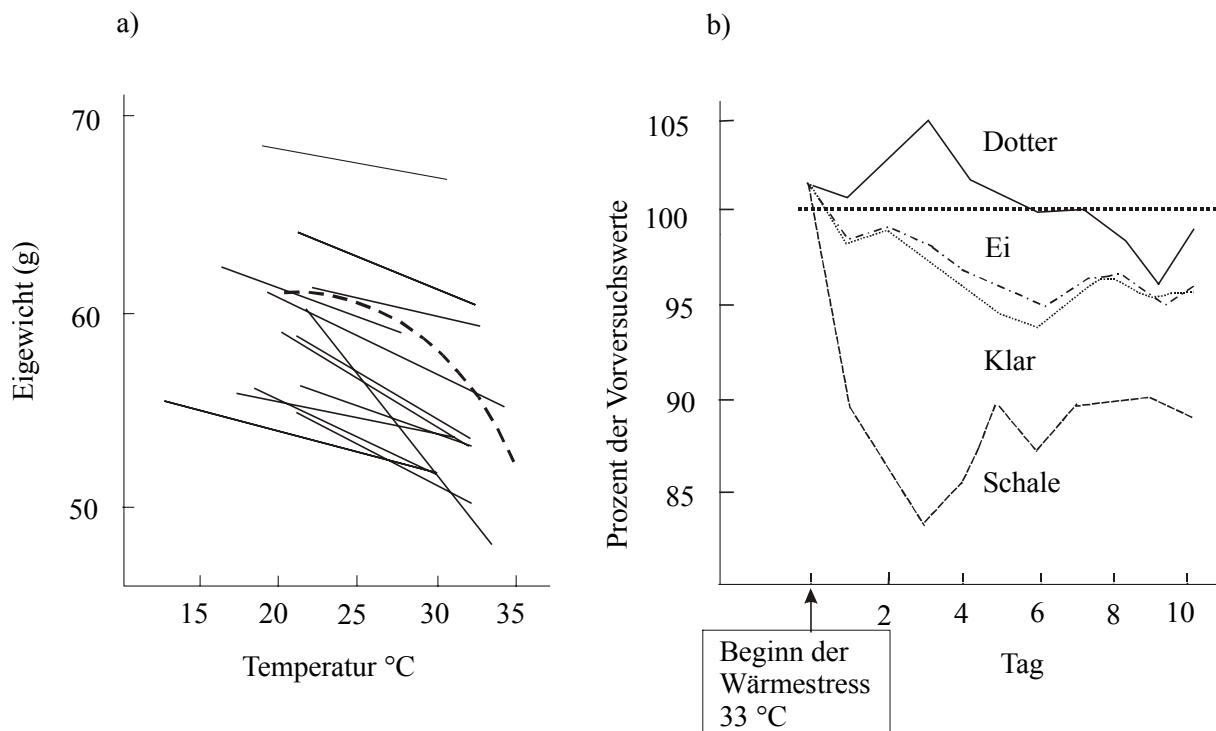 a)
70
60
50
Eigewicht (g)
15 20 25 30 35
Temperatur °C
b)
105
100
95
90
85
Prozent der Vorversuchswerte
Dotter
Ei
Klar
Schale
2 4 6 8 10
Tag
Beginn der
Wärmestress
33 °C